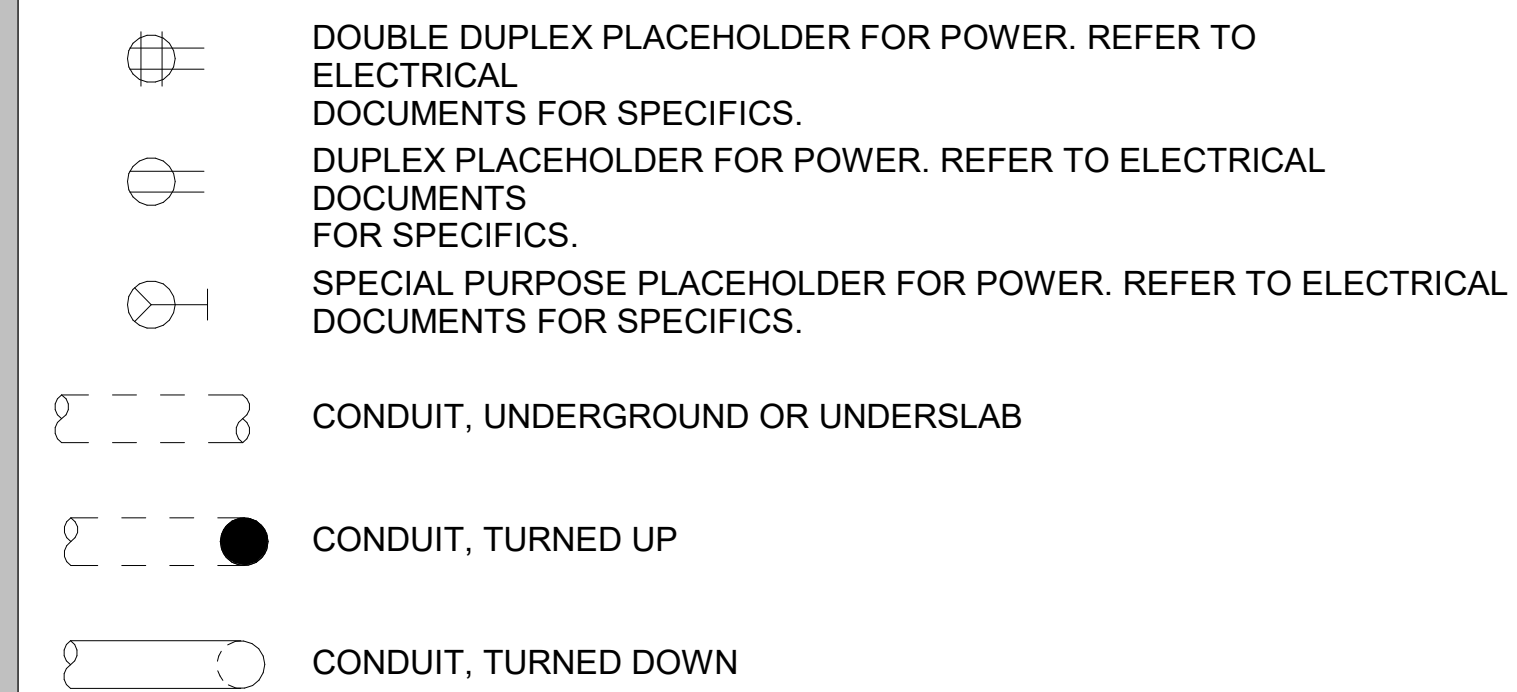 DOUBLE DUPLEX PLACEHOLDER FOR POWER. REFER TO
ELECTRICAL
DOCUMENTS FOR SPECIFICS.
DUPLEX PLACEHOLDER FOR POWER. REFER TO ELECTRICAL
DOCUMENTS
FOR SPECIFICS.
SPECIAL PURPOSE PLACEHOLDER FOR POWER. REFER TO ELECTRICAL
DOCUMENTS FOR SPECIFICS.
CONDUIT, UNDERGROUND OR UNDERSLAB
CONDUIT, TURNED UP
CONDUIT, TURNED DOWN